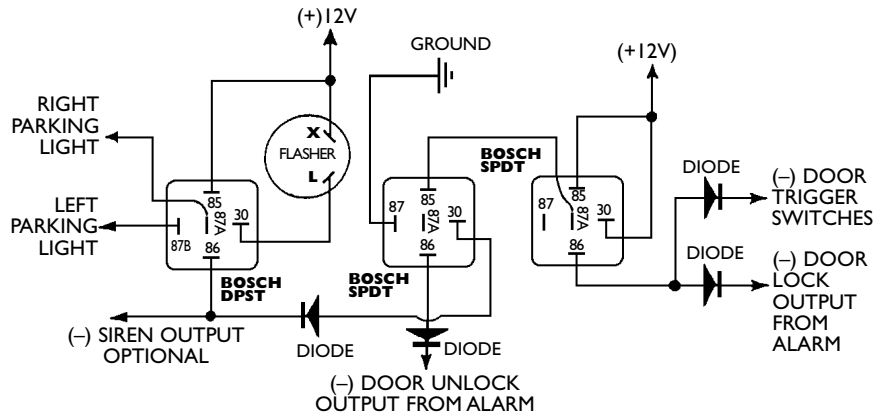 (+)12V
GROUND
(+12V)
RIGHT
PARKING
LIGHT
X
FLASHER
L
LEFT
PARKING
LIGHT
85
87A
30
87B
86
BOSCH
DPST
87
85
87A
30
86
BOSCH
SPDT
BOSCH
SPDT
85
87
87A
30
86
DIODE
(–) DOOR
TRIGGER
SWITCHES
DIODE
(–) DOOR
LOCK
OUTPUT
FROM
ALARM
(–) SIREN OUTPUT
OPTIONAL
DIODE
DIODE
(–) DOOR UNLOCK
OUTPUT FROM ALARM